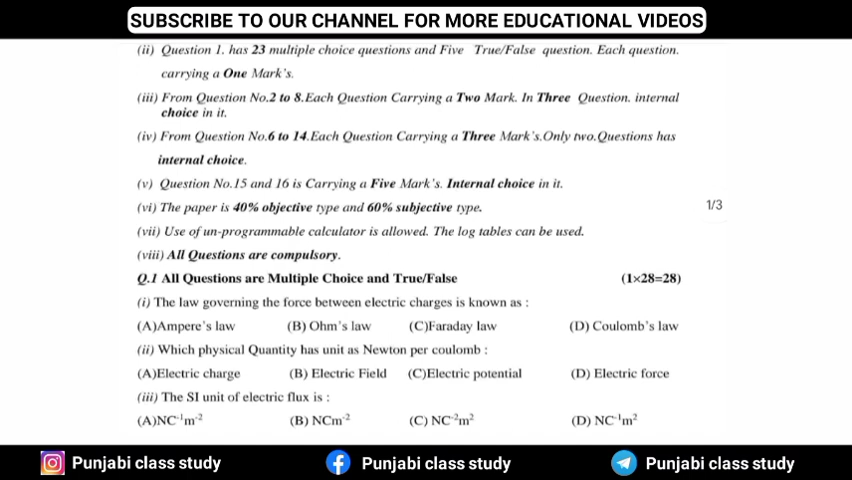 SUBSCRIBE TO OUR CHANNEL FOR MORE EDUCATIONAL VIDEOS
(ii) Question 1. has 23 multiple choice questions and Five True/False question. Each question.
carrying a One Mark's.
(iii) From Question No.2 to 8.Each Question Carrying a Two Mark. In Three Question. internal
choice in it.
(iv) From Question No.6 to 14.Each Question Carrying a Three Mark's.Only two.Questions has
internal choice.
(v) Question No.15 and 16 is Carrying a Five Mark's. Internal choice in it.
(vi) The paper is 40% objective type and 60% subjective type.
1/3
(vii) Use of un-programmable calculator is allowed. The log tables can be used.
(viii) All Questions are compulsory.
Q.1 All Questions are Multiple Choice and True/False (1×28=28)
(i) The law governing the force between electric charges is known as :
(A)Ampere's law (B) Ohm's law (C)Faraday law (D) Coulomb's law
(ii) Which physical Quantity has unit as Newton per coulomb :
(A)Electric charge (B) Electric Field (C)Electric potential (D) Electric force
(iii) The SI unit of electric flux is :
(A)NC⁻¹m⁻² (B) NCm⁻² (C) NC⁻²m² (D) NC⁻¹m²
Punjabi class study Punjabi class study Punjabi class study